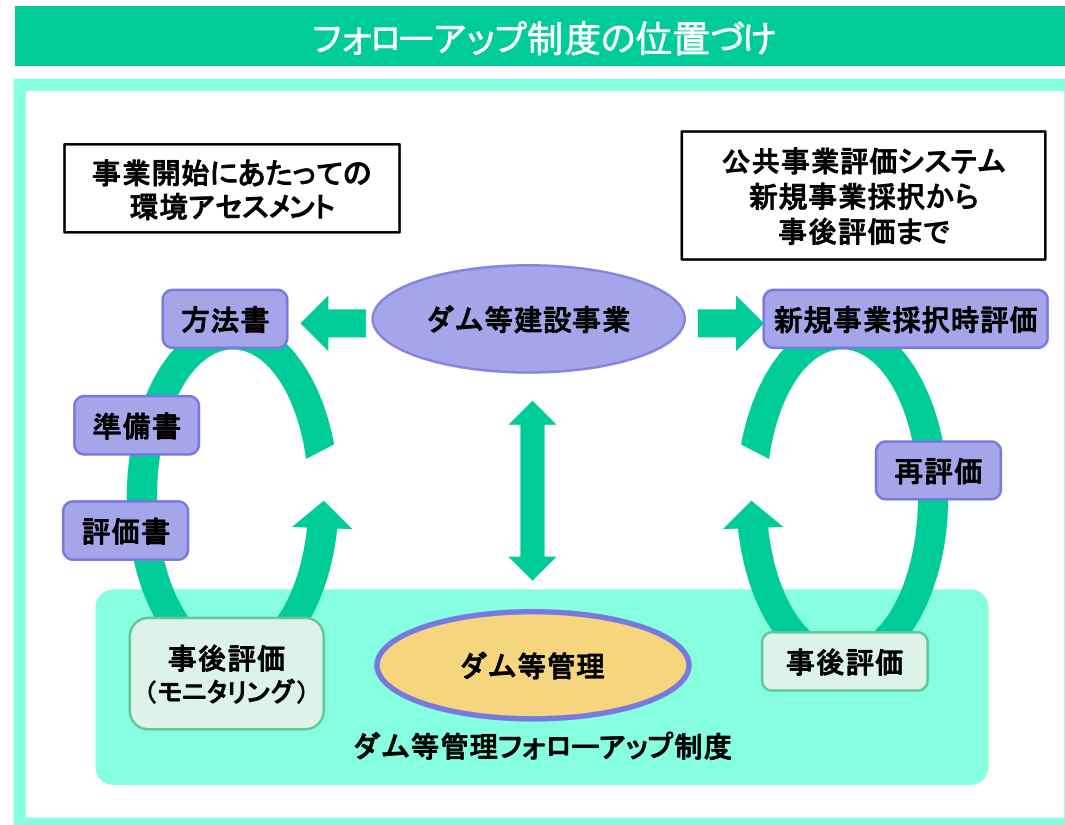 フォローアップ制度の位置づけ
事業開始にあたっての
環境アセスメント
公共事業評価システム
新規事業採択から
事後評価まで
方法書
ダム等建設事業
新規事業採択時評価
準備書
再評価
評価書
事後評価
（モニタリング）
ダム等管理
事後評価
ダム等管理フォローアップ制度